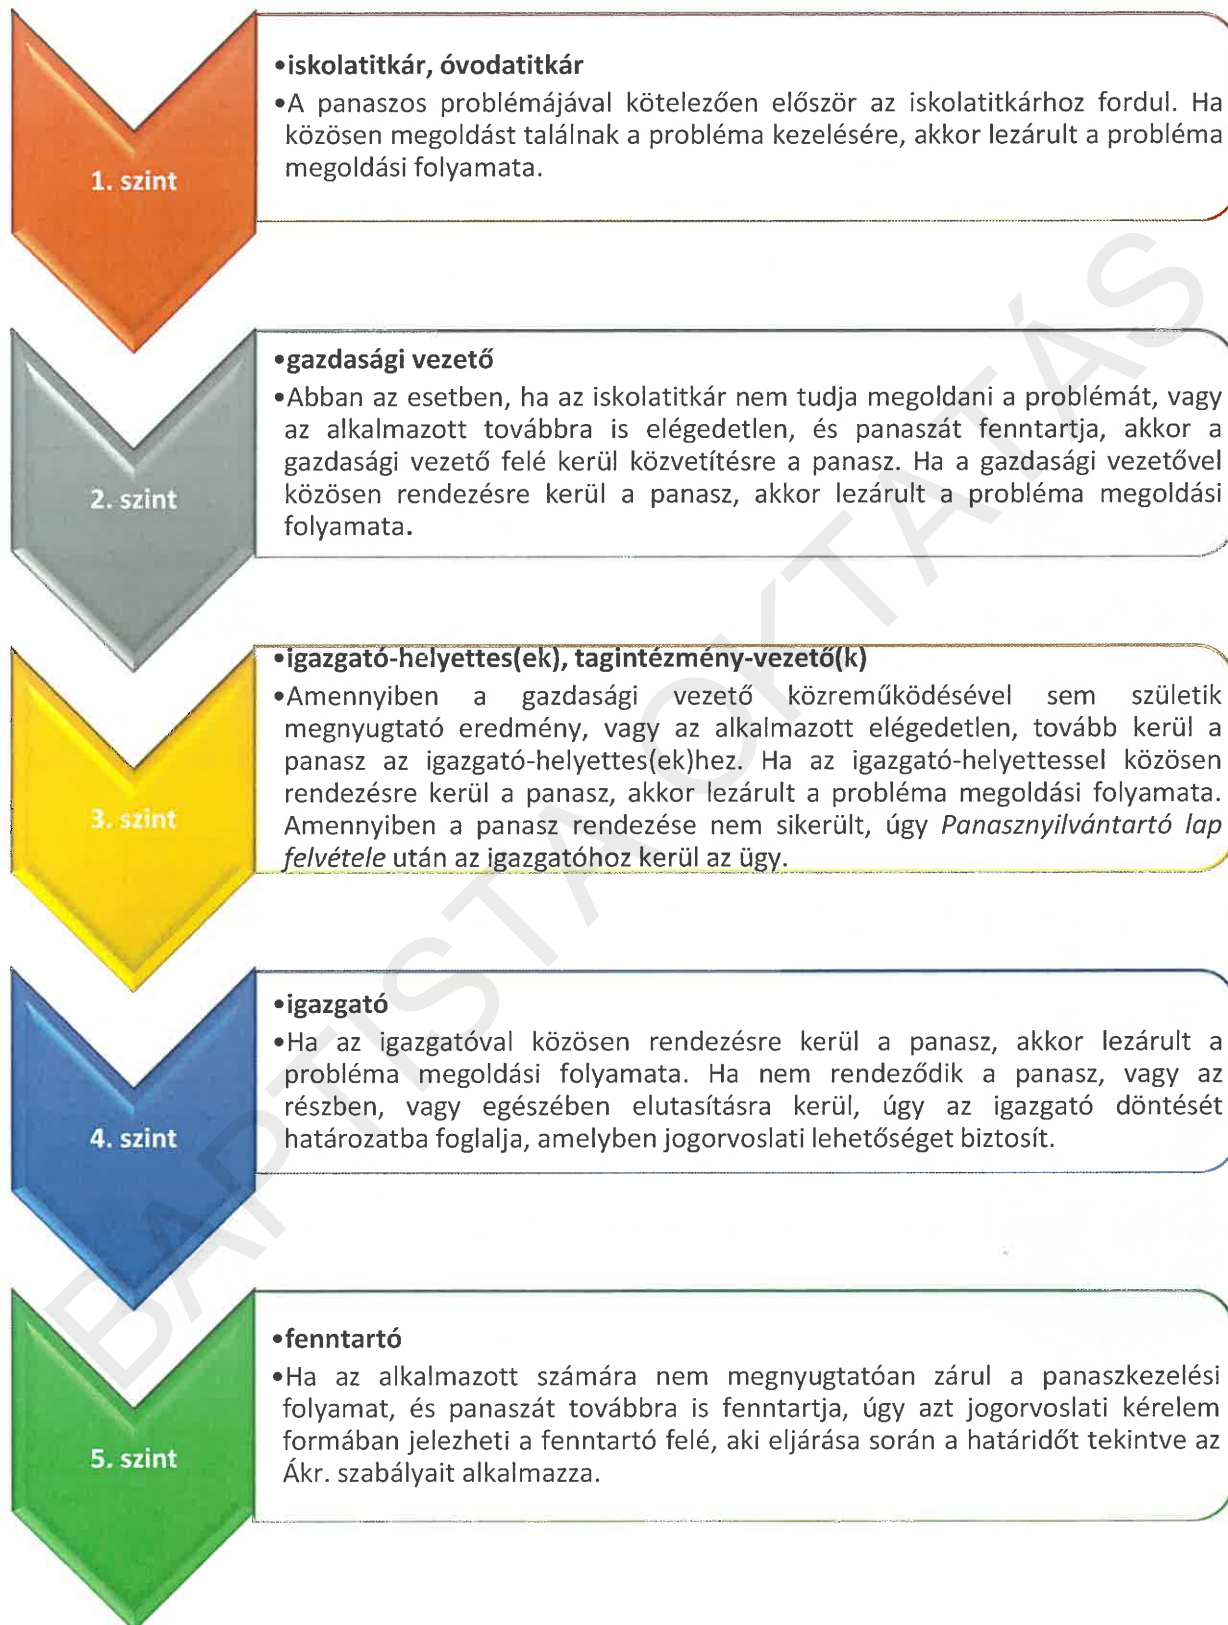 1. szint
•iskolatitkár, óvodatitkár
•A panaszos problémájával kötelezően először az iskolatitkárhoz fordul. Ha
közösen megoldást találnak a probléma kezelésére, akkor lezárult a probléma
megoldási folyamata.
2. szint
•gazdasági vezető
•Abban az esetben, ha az iskolatitkár nem tudja megoldani a problémát, vagy
az alkalmazott továbbra is elégedetlen, és panaszát fenntartja, akkor a
gazdasági vezető felé kerül közvetítésre a panasz. Ha a gazdasági vezetővel
közösen rendezésre kerül a panasz, akkor lezárult a probléma megoldási
folyamata.
3. szint
•igazgató-helyettes(ek), tagintézmény-vezető(k)
•Amennyiben a gazdasági vezető közreműködésével sem születik
megnyugtató eredmény, vagy az alkalmazott elégedetlen, tovább kerül a
panasz az igazgató-helyettes(ek)hez. Ha az igazgató-helyettessel közösen
rendezésre kerül a panasz, akkor lezárult a probléma megoldási folyamata.
Amennyiben a panasz rendezése nem sikerült, úgy Panasznyilvántartó lap
felvétele után az igazgatóhoz kerül az ügy.
4. szint
•igazgató
•Ha az igazgatóval közösen rendezésre kerül a panasz, akkor lezárult a
probléma megoldási folyamata. Ha nem rendeződik a panasz, vagy az
részben, vagy egészében elutasításra kerül, úgy az igazgató döntését
határozatba foglalja, amelyben jogorvoslati lehetőséget biztosít.
5. szint
•fenntartó
•Ha az alkalmazott számára nem megnyugtatóan zárul a panaszkezelési
folyamat, és panaszát továbbra is fenntartja, úgy azt jogorvoslati kérelem
formában jelezheti a fenntartó felé, aki eljárása során a határidőt tekintve az
Ákr. szabályait alkalmazza.
BAPTISTA OKTATÁS